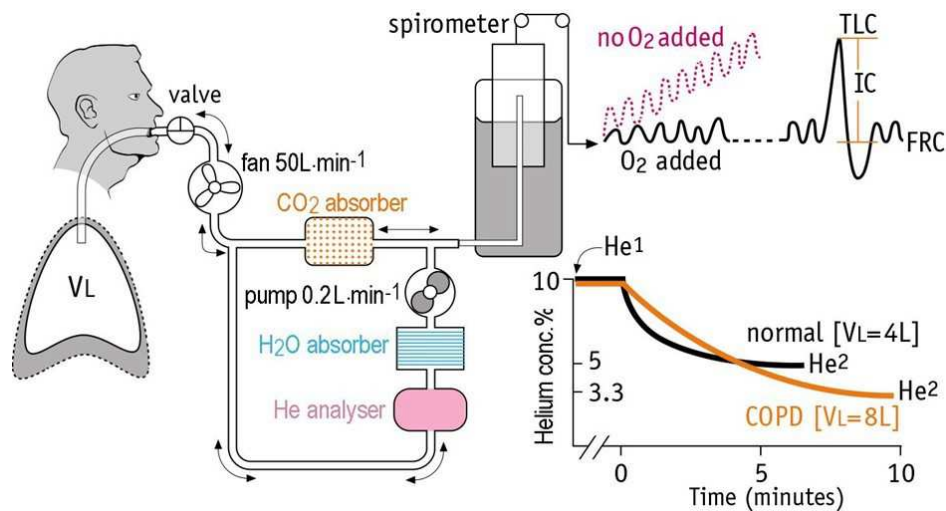 spirometer
no O2 added
O2 added
TLC
IC
FRC
valve
fan 50L·min-1
CO2 absorber
VL
pump 0.2L·min-1
H2O absorber
He analyser
He1
10
5
3.3
Helium conc.%
normal [VL=4L]
He2
He2
COPD [VL=8L]
0
5
10
Time (minutes)